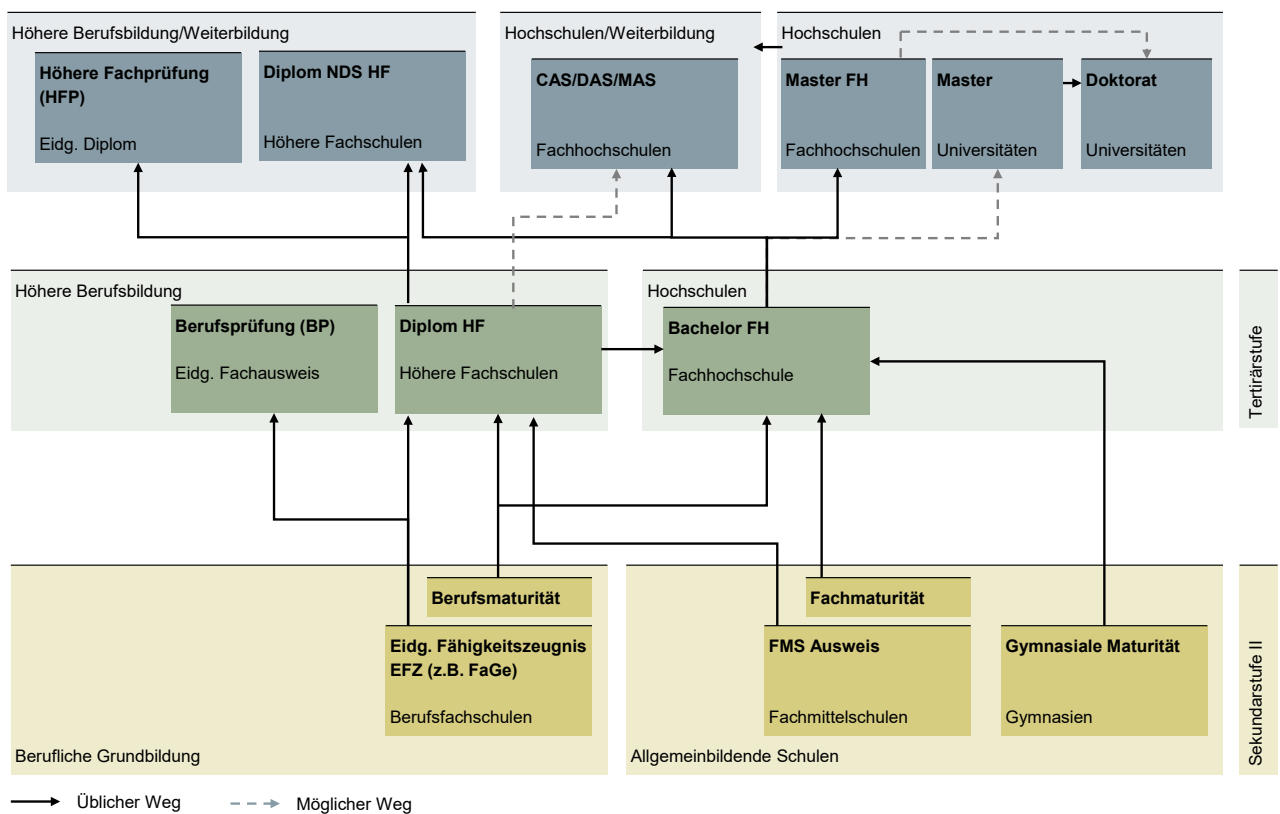 Höhere Berufsbildung/Weiterbildung
Höhere Fachprüfung
(HFP)
Eidg. Diplom
Diplom NDS HF
Höhere Fachschulen
Hochschulen/Weiterbildung
CAS/DAS/MAS
Fachhochschulen
Hochschulen
Master FH
Fachhochschulen
Master
Universitäten
Doktorat
Universitäten
Höhere Berufsbildung
Berufsprüfung (BP)
Eidg. Fachausweis
Diplom HF
Höhere Fachschulen
Hochschulen
Bachelor FH
Fachhochschule
Tertirärstufe
Berufsmaturität
Eidg. Fähigkeitszeugnis
EFZ (z.B. FaGe)
Berufsfachschulen
Berufliche Grundbildung
Fachmaturität
FMS Ausweis
Fachmittelschulen
Gymnasiale Maturität
Gymnasien
Allgemeinbildende Schulen
Sekundarstufe II
Üblicher Weg
Möglicher Weg